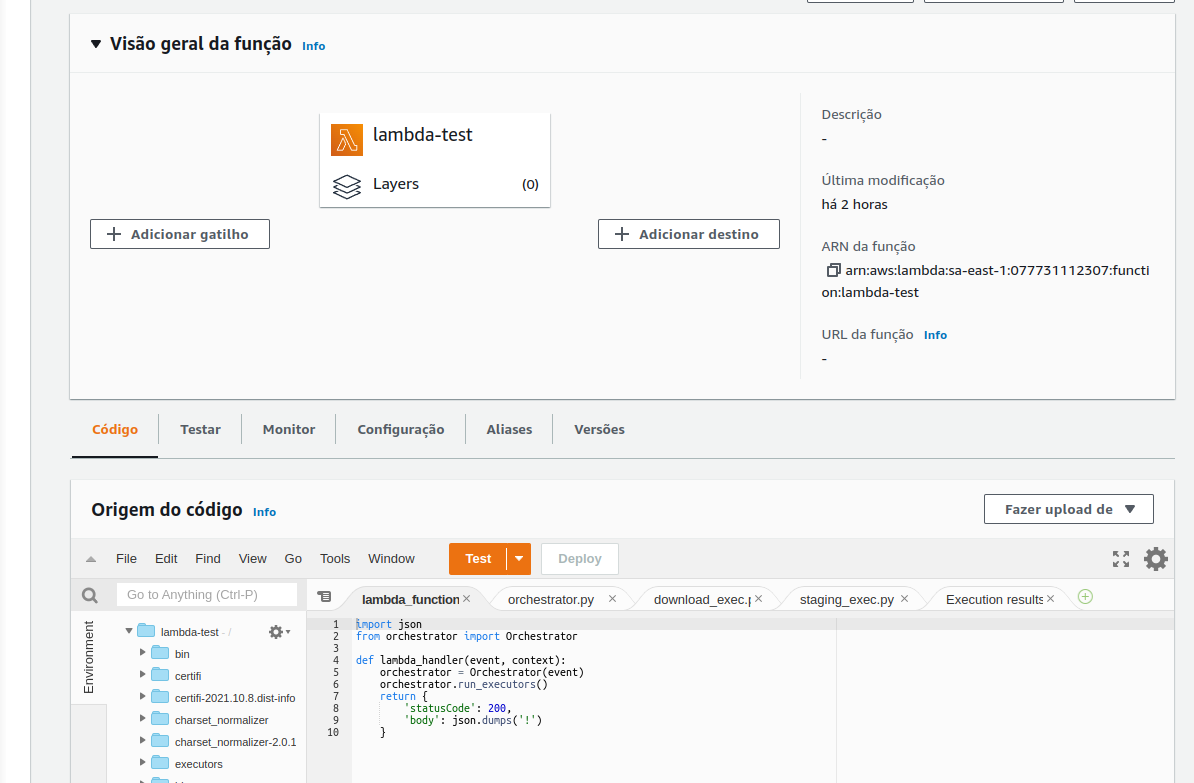 Visão geral da função Info
lambda-test
Layers (0)
Adicionar gatilho
Adicionar destino
Descrição
-
Última modificação
há 2 horas
ARN da função
arn:aws:lambda:sa-east-1:077731112307:functi
on:lambda-test
URL da função Info
-
Código Testar Monitor Configuração Aliases Versões
Origem do código Info
Fazer upload de
File Edit Find View Go Tools Window Test Deploy
Go to Anything (Ctrl-P)
lambda_function orchestrator.py download_exec.p staging_exec.py Execution results
Environment
lambda-test - /
bin
certifi
certifi-2021.10.8.dist-info
charset_normalizer
charset_normalizer-2.0.1
executors
1 import json
2 from orchestrator import Orchestrator
3
4 def lambda_handler(event, context):
5 orchestrator = Orchestrator(event)
6 orchestrator.run_executors()
7 return {
8 'statusCode': 200,
9 'body': json.dumps('!')
10 }